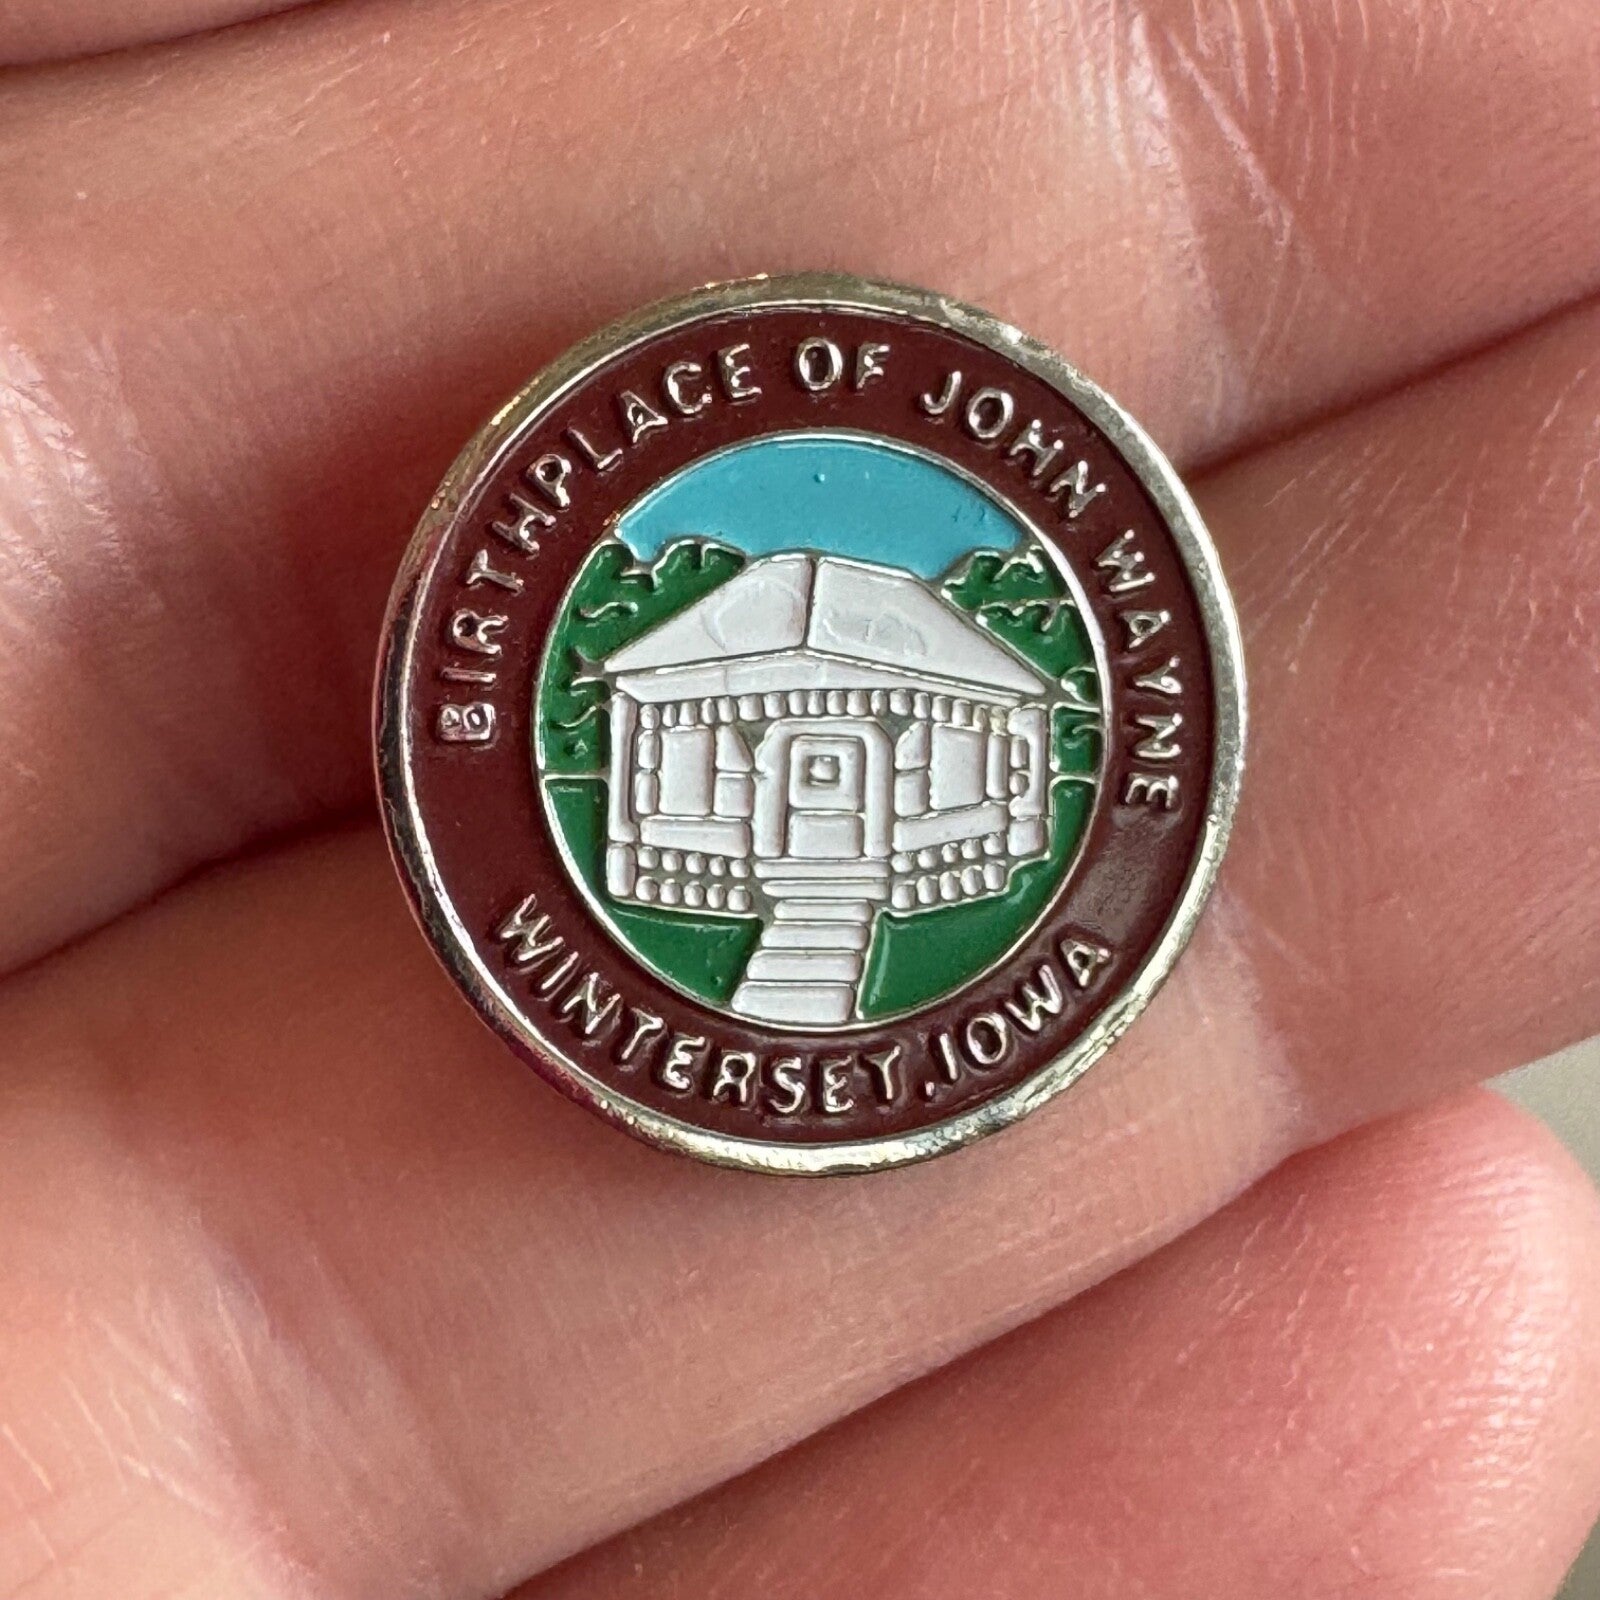 BIRTHPLACE OF JOHN WAYNE
WINTERSET, IOWA